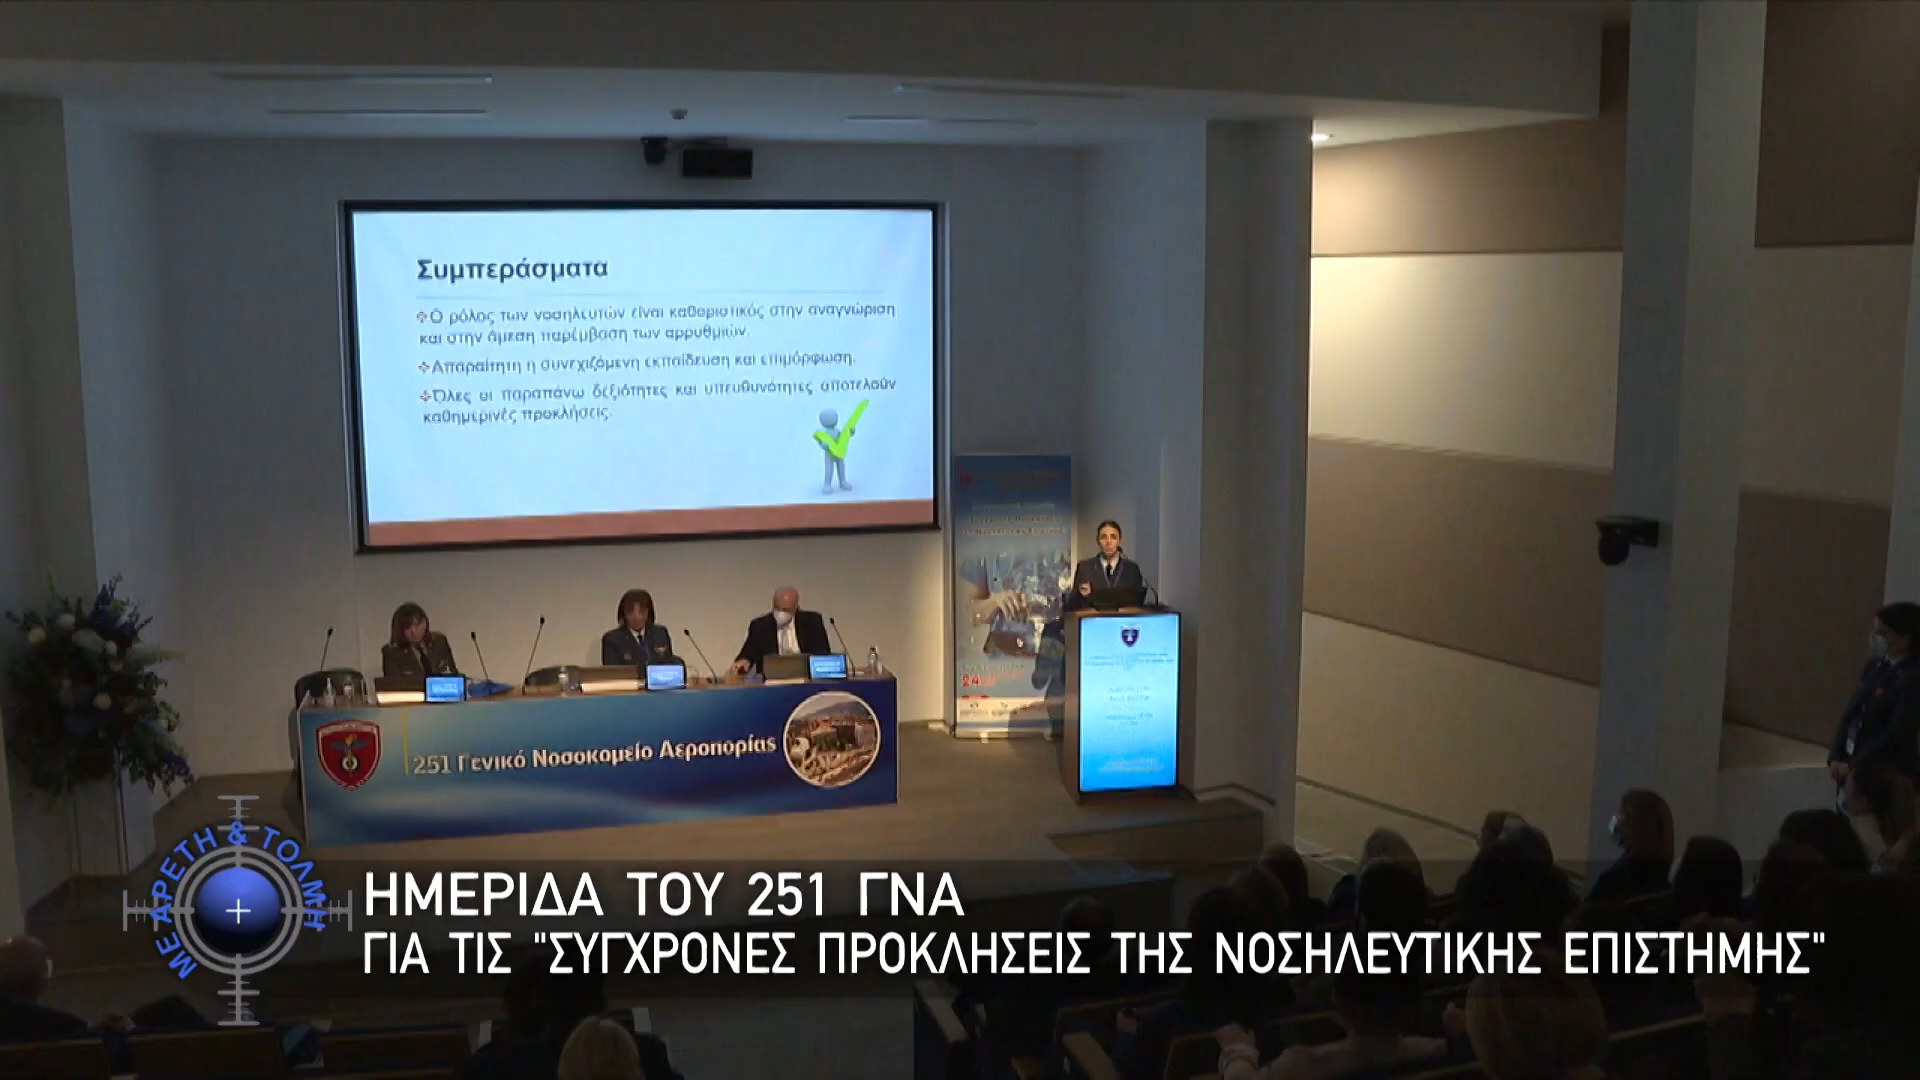 Συμπεράσματα
Ο ρόλος των νοσηλευτών είναι καθοριστικός στην αναγνώριση
και στην άμεση παρέμβαση των αρρυθμιών.
Απαραίτητη η συνεχιζόμενη εκπαίδευση και επιμόρφωση.
Όλες οι παραπάνω δεξιότητες και υπευθυνότητες αποτελούν
καθημερινές προκλήσεις.
24
251 Γενικό Νοσοκομείο Αεροπορίας
ΜΕ ΑΡΕΤΗ & ΤΟΛΜΗ
ΗΜΕΡΙΔΑ ΤΟΥ 251 ΓΝΑ
ΓΙΑ ΤΙΣ "ΣΥΓΧΡΟΝΕΣ ΠΡΟΚΛΗΣΕΙΣ ΤΗΣ ΝΟΣΗΛΕΥΤΙΚΗΣ ΕΠΙΣΤΗΜΗΣ"